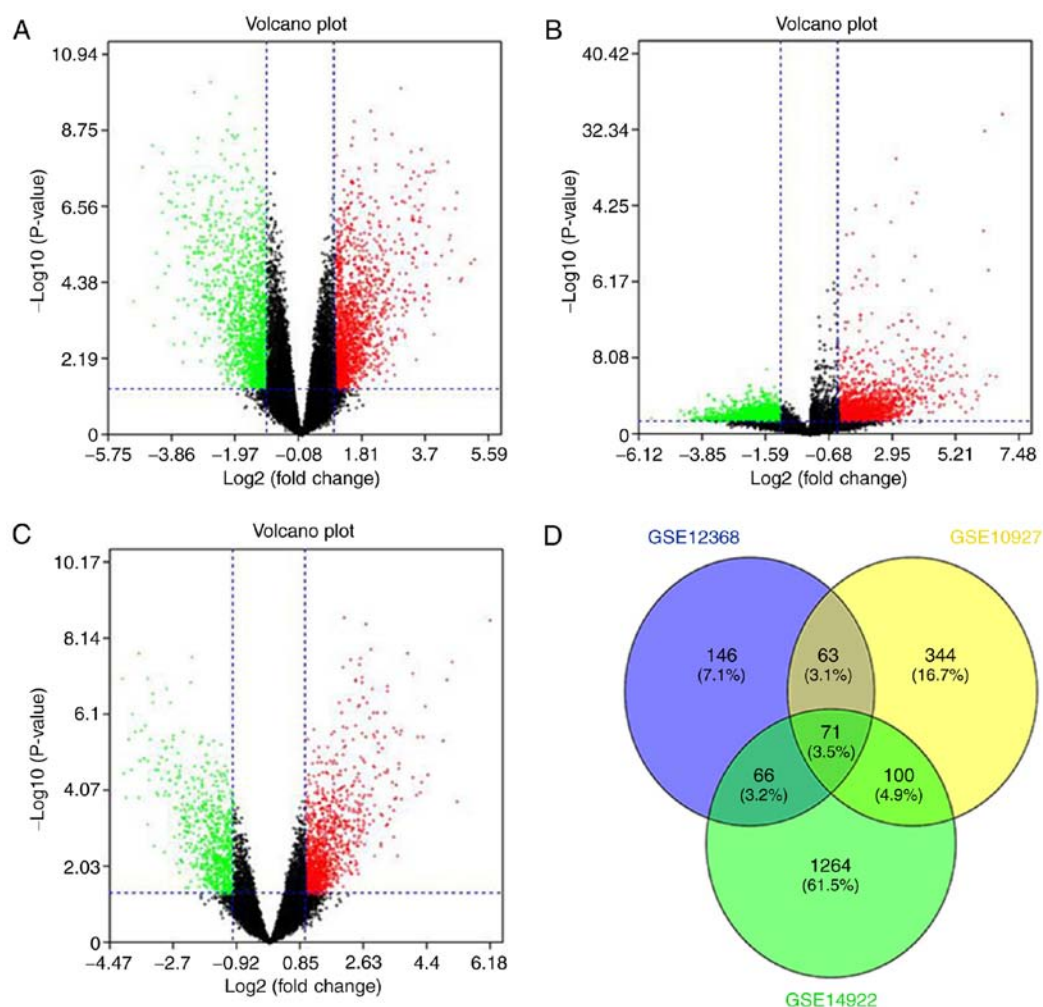 A
Volcano plot
10.94
8.75
6.56
4.38
2.19
0
−Log10 (P-value)
−5.75 −3.86 −1.97 −0.08 1.81 3.7 5.59
Log2 (fold change)
B
Volcano plot
40.42
32.34
4.25
6.17
8.08
0
−Log10 (P-value)
−6.12 −3.85 −1.59 −0.68 2.95 5.21 7.48
Log2 (fold change)
C
Volcano plot
10.17
8.14
6.1
4.07
2.03
0
−Log10 (P-value)
−4.47 −2.7 −0.92 0.85 2.63 4.4 6.18
Log2 (fold change)
D
GSE12368 GSE10927
146 63 344
(7.1%) (3.1%) (16.7%)
71
(3.5%)
66 100
(3.2%) (4.9%)
1264
(61.5%)
GSE14922